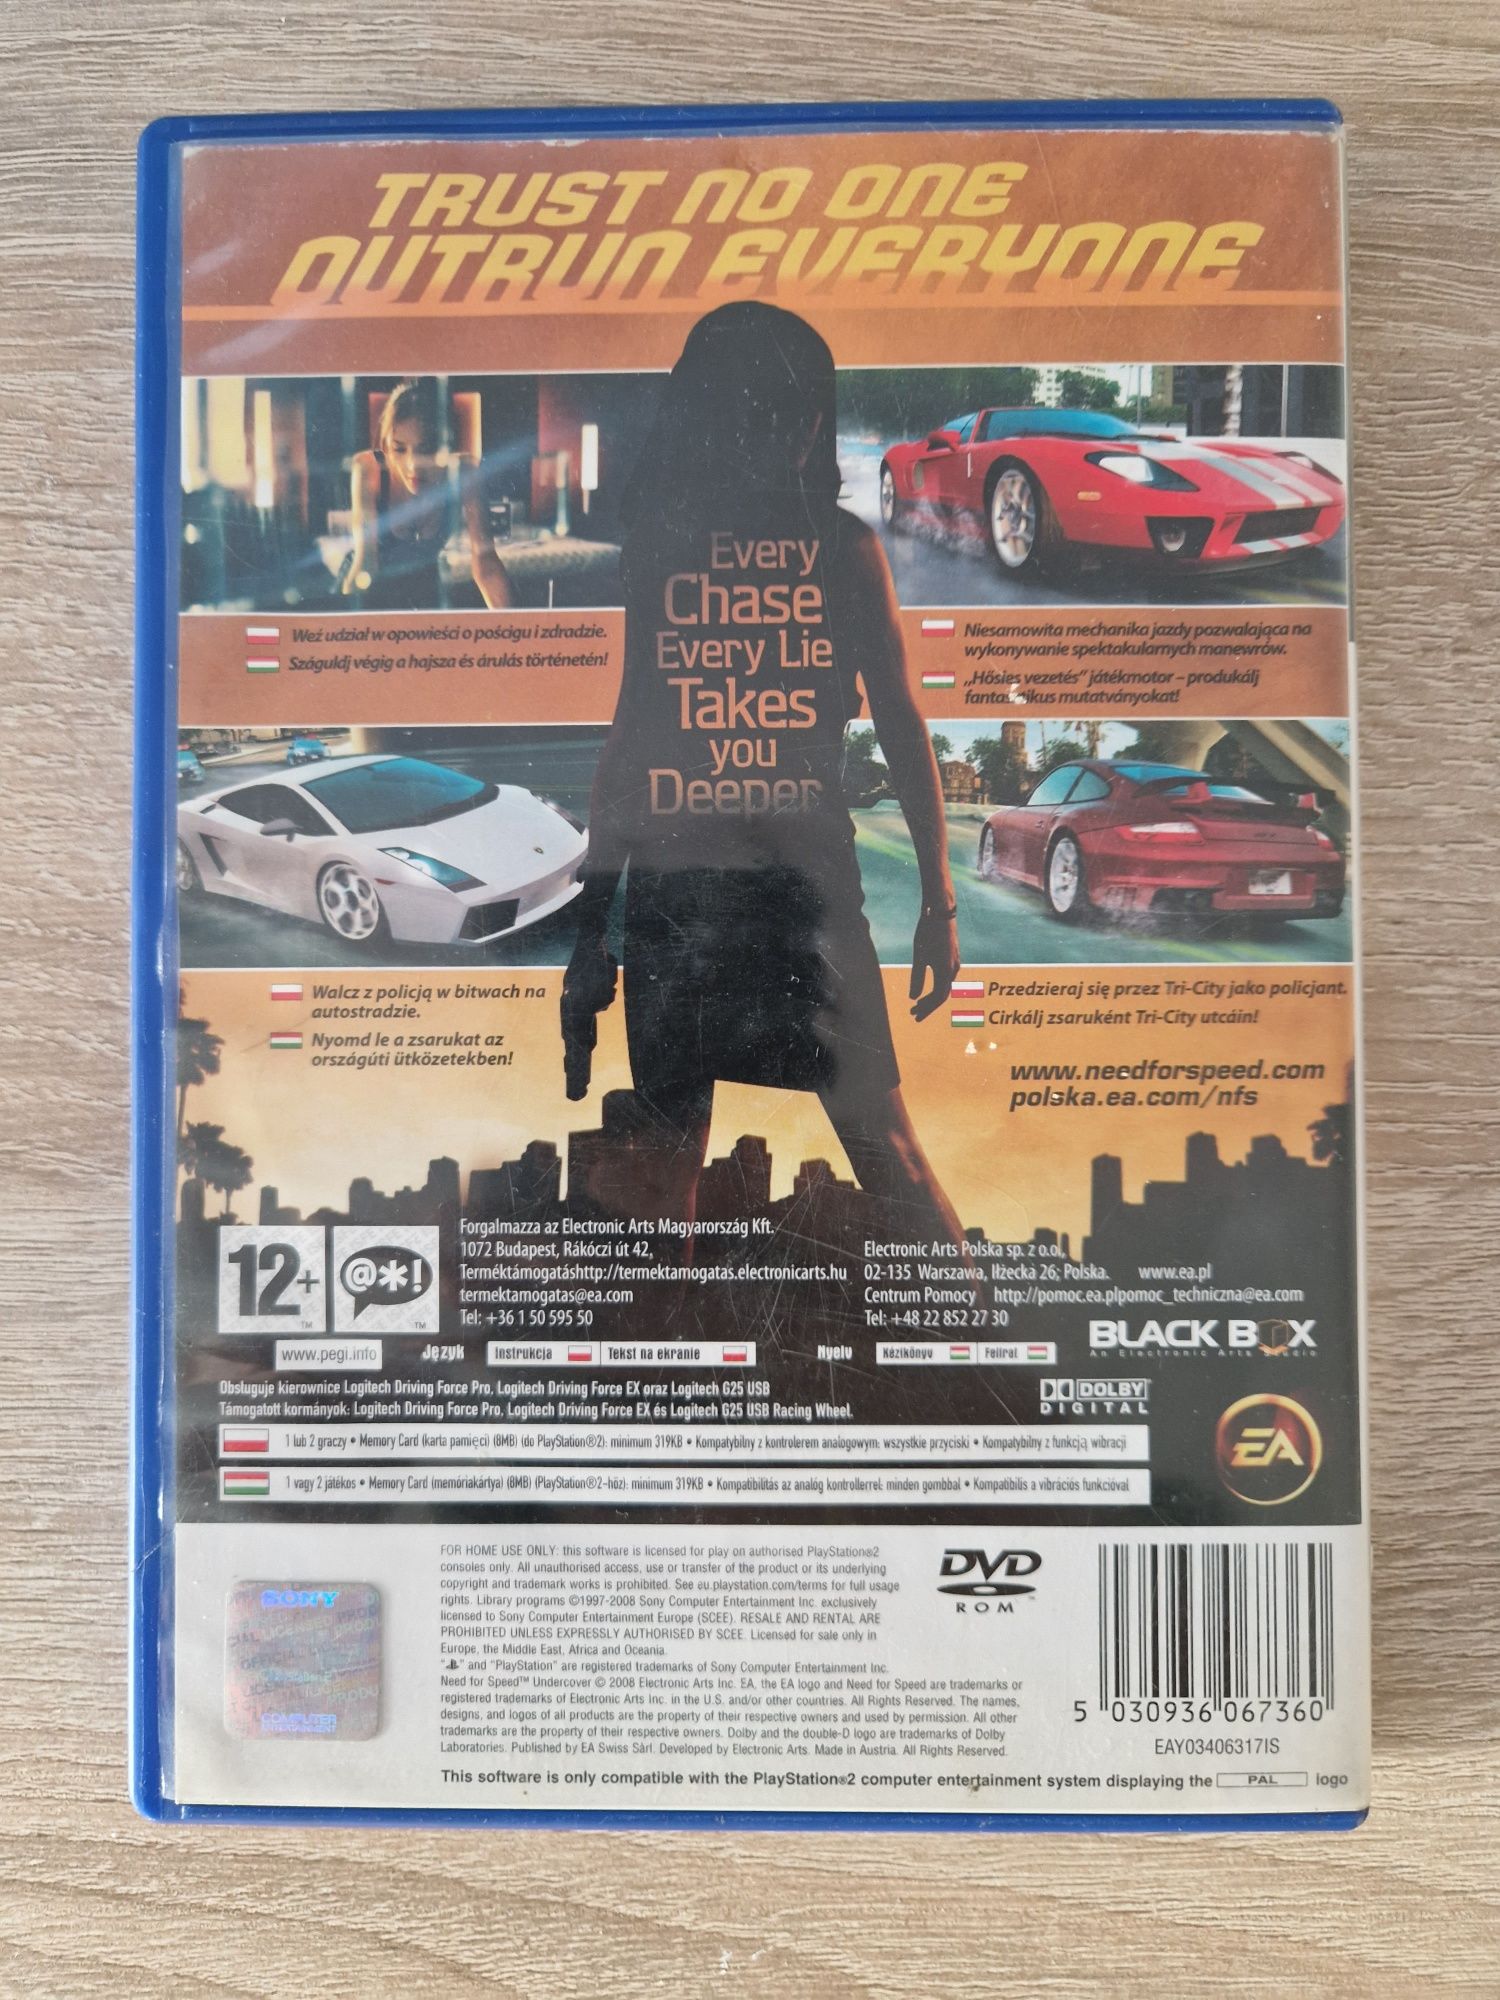 TRUST NO ONE
OUTRUN EVERYONE
Every
Chase
Every Lie
Takes
you
Deeper
Weź udział w opowieści o pościgu i zdradzie.
Száguldj végig a hajsza és árulás történetén!
Niesamowita mechanika jazdy pozwalająca na
wykonywanie spektakularnych manewrów.
„Hősies vezetés” játékmotor – produkálj
mutatványokat!
Walcz z policją w bitwach na
autostradzie.
Nyomd le a zsarukat az
országúti ütközetekben!
Przedzieraj się przez Tri-City jako policjant.
Cirkálj zsaruként Tri-City utcáin!
www.needforspeed.com
polska.ea.com/nfs
12+
@*!
www.pegi.info
Forgalmazza az Electronic Arts Magyarország Kft.
1072 Budapest, Rákóczi út 42,
Terméktámogatáshttp://termektamogatas.electronicarts.hu
termektamogatas@ea.com
Tel: +36 1 50 595 50
Electronic Arts Polska sp. z o.o.,
02-135 Warszawa, Iłżecka 26; Polska. www.ea.pl
Centrum Pomocy http://pomoc.ea.plpomoc_techniczna@ea.com
Tel: +48 22 852 27 30
BLACK BOX
An Electronic Arts Studio
Język Instrukcja Tekst na ekranie Nyelv Kézikönyv Felirat
Obsługuje kierownice Logitech Driving Force Pro, Logitech Driving Force EX oraz Logitech G25 USB
Támogatott kormányok: Logitech Driving Force Pro, Logitech Driving Force EX és Logitech G25 USB Racing Wheel.
DOLBY
DIGITAL
EA
1 lub 2 graczy • Memory Card (karta pamięci) (8MB) (do PlayStation®2): minimum 319KB • Kompatybilny z kontrolerem analogowym: wszystkie przyciski • Kompatybilny z funkcją wibracji
1 vagy 2 játékos • Memory Card (memóriakártya) (8MB) (PlayStation®2-höz): minimum 319KB • Kompatibilitás az analóg kontrollerrel: minden gombbal • Kompatibilis a vibrációs funkcióval
FOR HOME USE ONLY: this software is licensed for play on authorised PlayStation®2
consoles only. All unauthorised access, use or transfer of the product or its underlying
copyright and trademark works is prohibited. See eu.playstation.com/terms for full usage
rights. Library programs ©1997-2008 Sony Computer Entertainment Inc. exclusively
licensed to Sony Computer Entertainment Europe (SCEE). RESALE AND RENTAL ARE
PROHIBITED UNLESS EXPRESSLY AUTHORISED BY SCEE. Licensed for sale only in
Europe, the Middle East, Africa and Oceania.
" " and "PlayStation" are registered trademarks of Sony Computer Entertainment Inc.
Need for Speed™ Undercover © 2008 Electronic Arts Inc. EA, the EA logo and Need for Speed are trademarks or
registered trademarks of Electronic Arts Inc. in the U.S. and/or other countries. All Rights Reserved. The names,
designs, and logos of all products are the property of their respective owners and used by permission. All other
trademarks are the property of their respective owners. Dolby and the double-D logo are trademarks of Dolby
Laboratories. Published by EA Swiss Sàrl. Developed by Electronic Arts. Made in Austria. All Rights Reserved.
This software is only compatible with the PlayStation®2 computer entertainment system displaying the PAL logo
DVD
ROM
5 030936 067360
EAY03406317IS
SONY
COMPUTER
ENTERTAINMENT